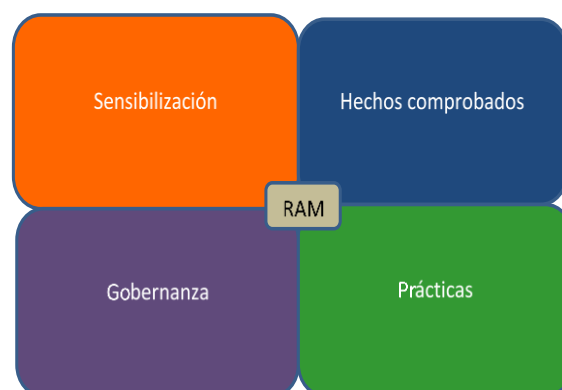 Sensibilización
Hechos comprobados
RAM
Gobernanza
Prácticas